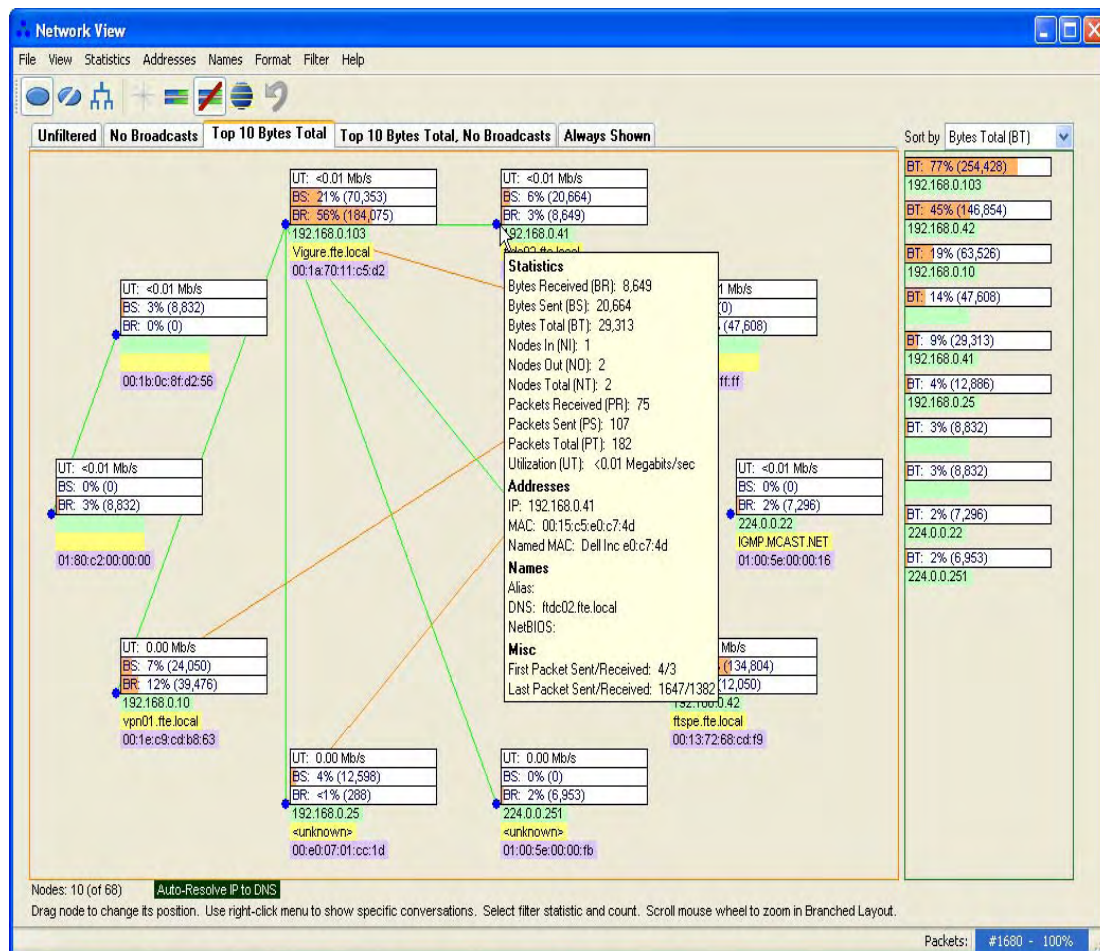 Network View
File View Statistics Addresses Names Format Filter Help
Unfiltered No Broadcasts Top 10 Bytes Total Top 10 Bytes Total, No Broadcasts Always Shown
Sort by Bytes Total (BT)
UT: <0.01 Mb/s
BS: 21% (70,353)
BR: 56% (184,075)
192.168.0.103
Vigure.fte.local
00:1a:70:11:c5:d2
UT: <0.01 Mb/s
BS: 6% (20,664)
BR: 3% (8,649)
192.168.0.41
UT: <0.01 Mb/s
BS: 3% (8,832)
BR: 0% (0)
00:1b:0c:8f:d2:56
1 Mb/s
(0)
(47,608)
ff:ff
UT: <0.01 Mb/s
BS: 0% (0)
BR: 3% (8,832)
01:80:c2:00:00:00
UT: <0.01 Mb/s
BS: 0% (0)
BR: 2% (7,296)
224.0.0.22
IGMP.MCAST.NET
01:00:5e:00:00:16
UT: 0.00 Mb/s
BS: 7% (24,050)
BR: 12% (39,476)
192.168.0.10
vpn01.fte.local
00:1e:c9:cd:b8:63
Mb/s
(134,804)
(12,050)
192.168.0.42
ftspe.fte.local
00:13:72:68:cd:f9
UT: 0.00 Mb/s
BS: 4% (12,598)
BR: <1% (288)
192.168.0.25
<unknown>
00:e0:07:01:cc:1d
UT: 0.00 Mb/s
BS: 0% (0)
BR: 2% (6,953)
224.0.0.251
<unknown>
01:00:5e:00:00:fb
Statistics
Bytes Received (BR): 8,649
Bytes Sent (BS): 20,664
Bytes Total (BT): 29,313
Nodes In (NI): 1
Nodes Out (NO): 2
Nodes Total (NT): 2
Packets Received (PR): 75
Packets Sent (PS): 107
Packets Total (PT): 182
Utilization (UT): <0.01 Megabits/sec
Addresses
IP: 192.168.0.41
MAC: 00:15:c5:e0:c7:4d
Named MAC: Dell Inc e0:c7:4d
Names
Alias:
DNS: ftdc02.fte.local
NetBIOS:
Misc
First Packet Sent/Received: 4/3
Last Packet Sent/Received: 1647/1382
BT: 77% (254,428)
192.168.0.103
BT: 45% (146,854)
192.168.0.42
BT: 19% (63,526)
192.168.0.10
BT: 14% (47,608)
BT: 9% (29,313)
192.168.0.41
BT: 4% (12,886)
192.168.0.25
BT: 3% (8,832)
BT: 3% (8,832)
BT: 2% (7,296)
224.0.0.22
BT: 2% (6,953)
224.0.0.251
Nodes: 10 (of 68) Auto-Resolve IP to DNS
Drag node to change its position. Use right-click menu to show specific conversations. Select filter statistic and count. Scroll mouse wheel to zoom in Branched Layout.
Packets: #1680 - 100%